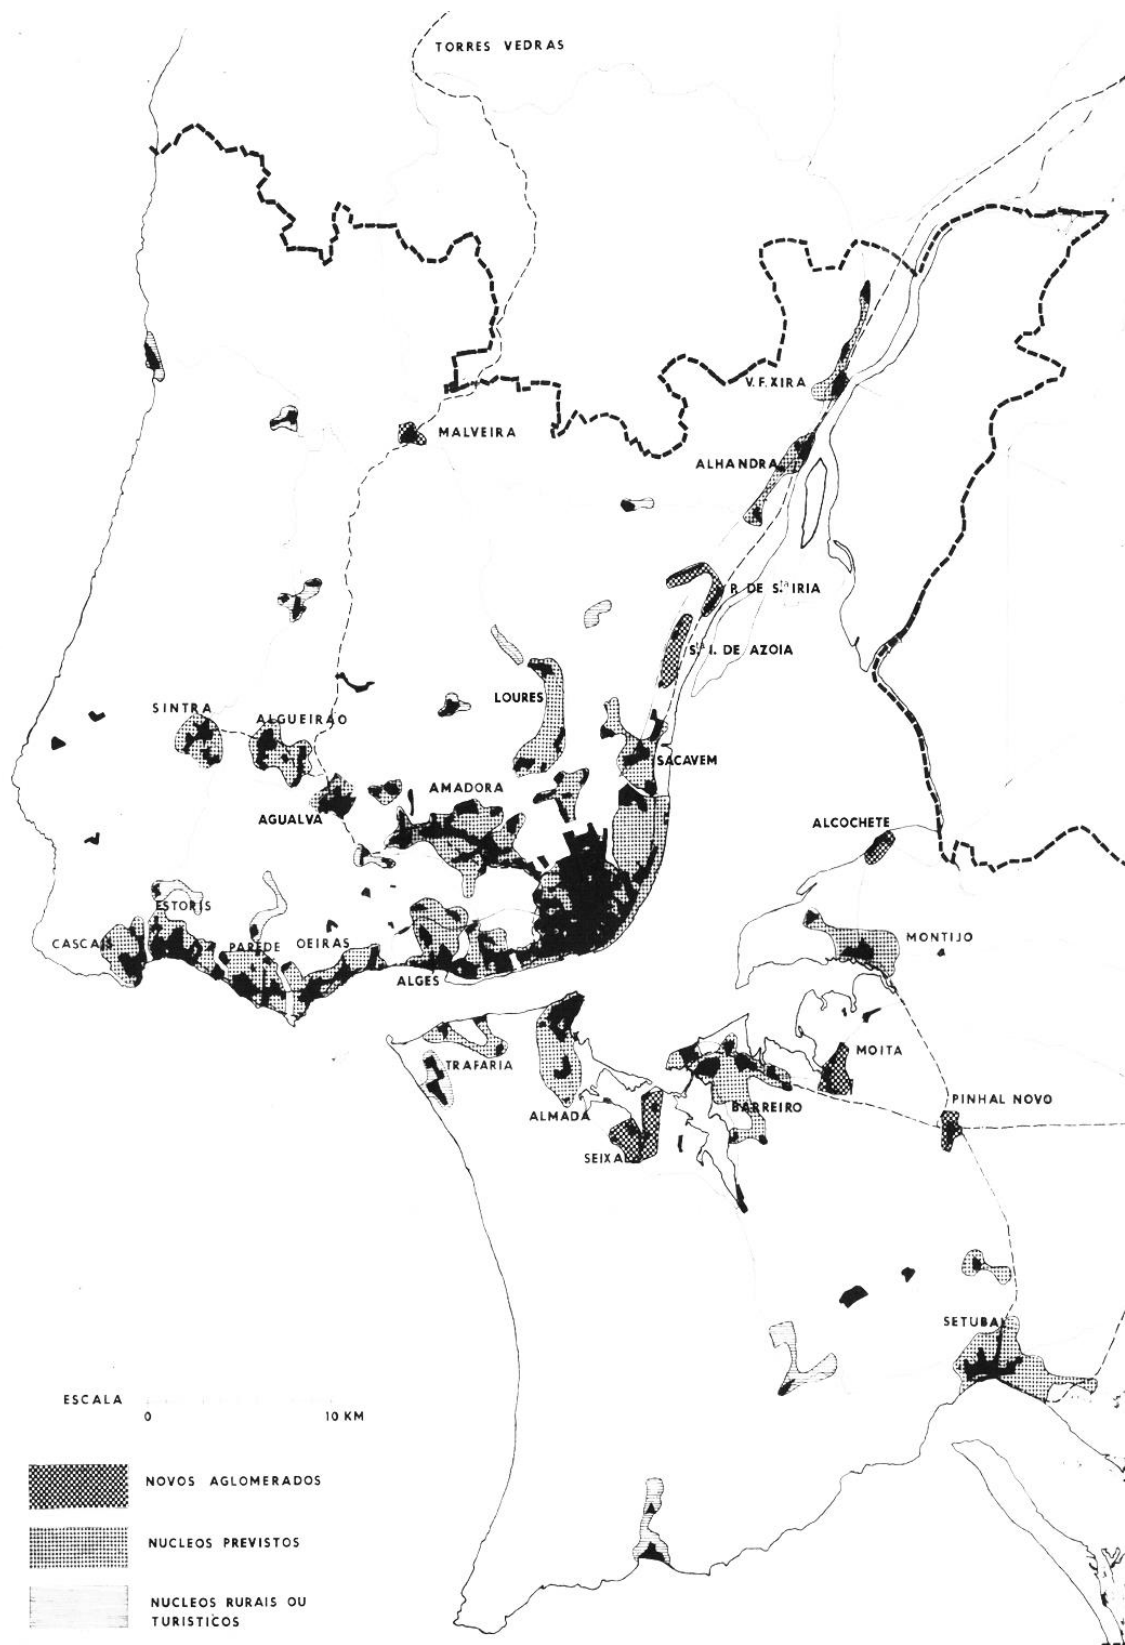 TORRES VEDRAS
V.F.XIRA
MALVEIRA
ALHANDRA
P. DE S.ta IRIA
Sta I. DE AZOIA
LOURES
SINTRA
ALGUEIRAO
SACAVEM
AMADORA
AGUALVA
ALCOCHETE
ESTORIS
CASCAIS
PAREDE
OEIRAS
MONTIJO
ALGES
MOITA
TRAFARIA
PINHAL NOVO
BARREIRO
ALMADA
SEIXAL
SETUBAL
ESCALA
0 10 KM
NOVOS AGLOMERADOS
NUCLEOS PREVISTOS
NUCLEOS RURAIS OU
TURISTICOS